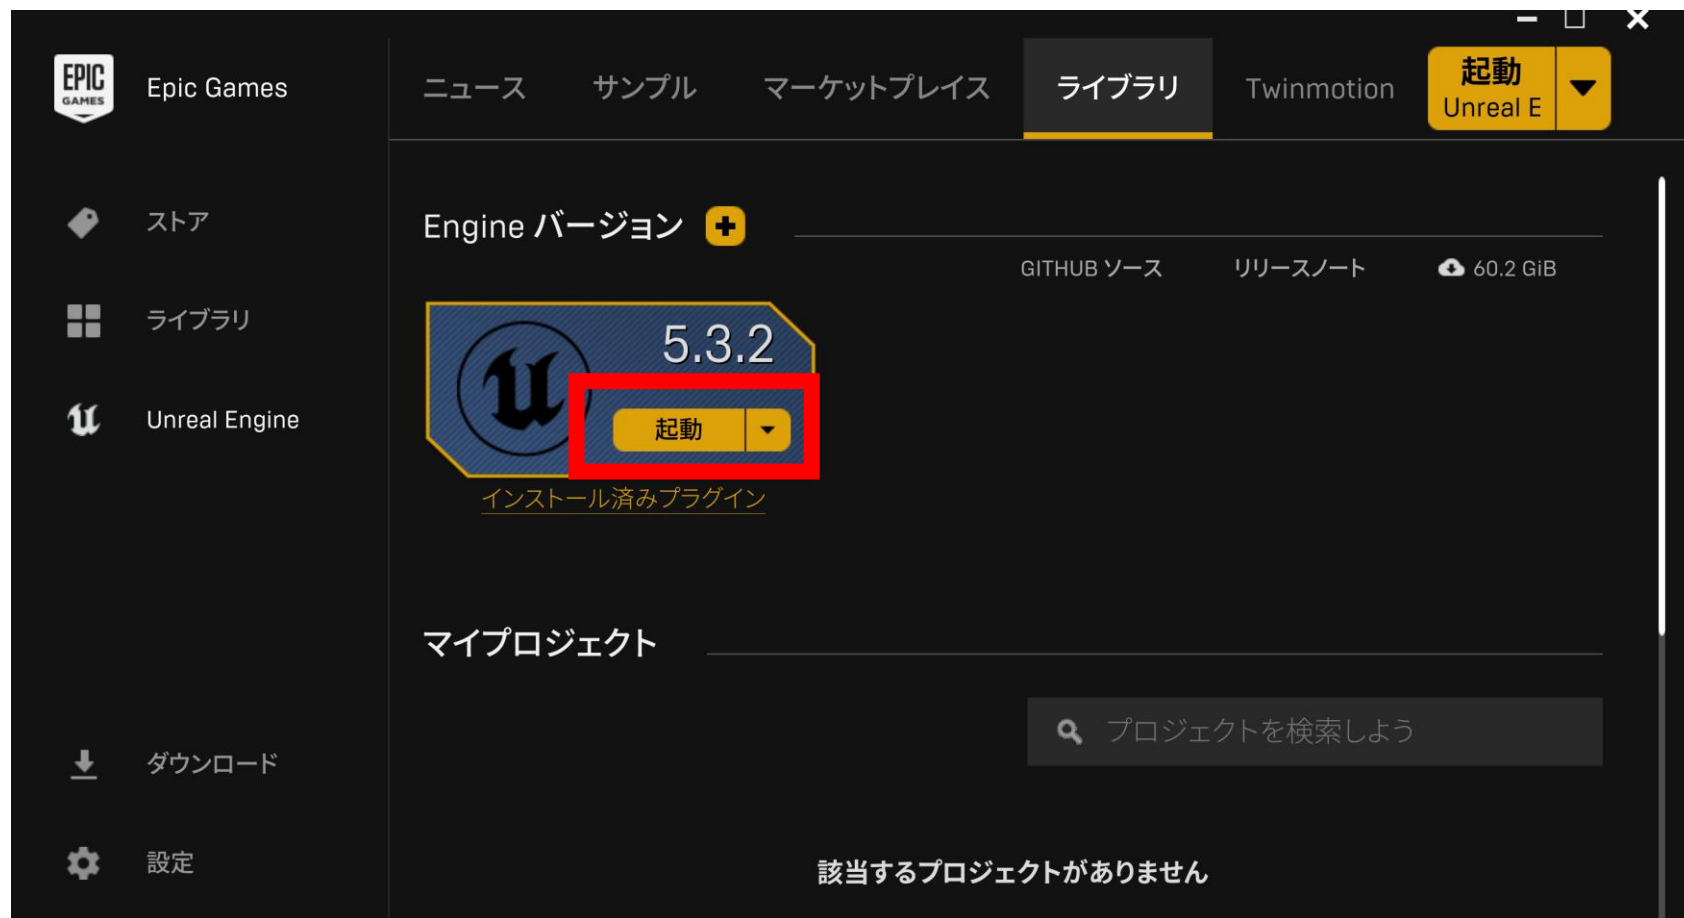 EPIC
GAMES
Epic Games
ニュース
サンプル
マーケットプレイス
ライブラリ
Twinmotion
起動
Unreal E
ストア
ライブラリ
Unreal Engine
ダウンロード
設定
Engine バージョン
GITHUB ソース
リリースノート
60.2 GiB
5.3.2
起動
インストール済みプラグイン
マイプロジェクト
プロジェクトを検索しよう
該当するプロジェクトがありません